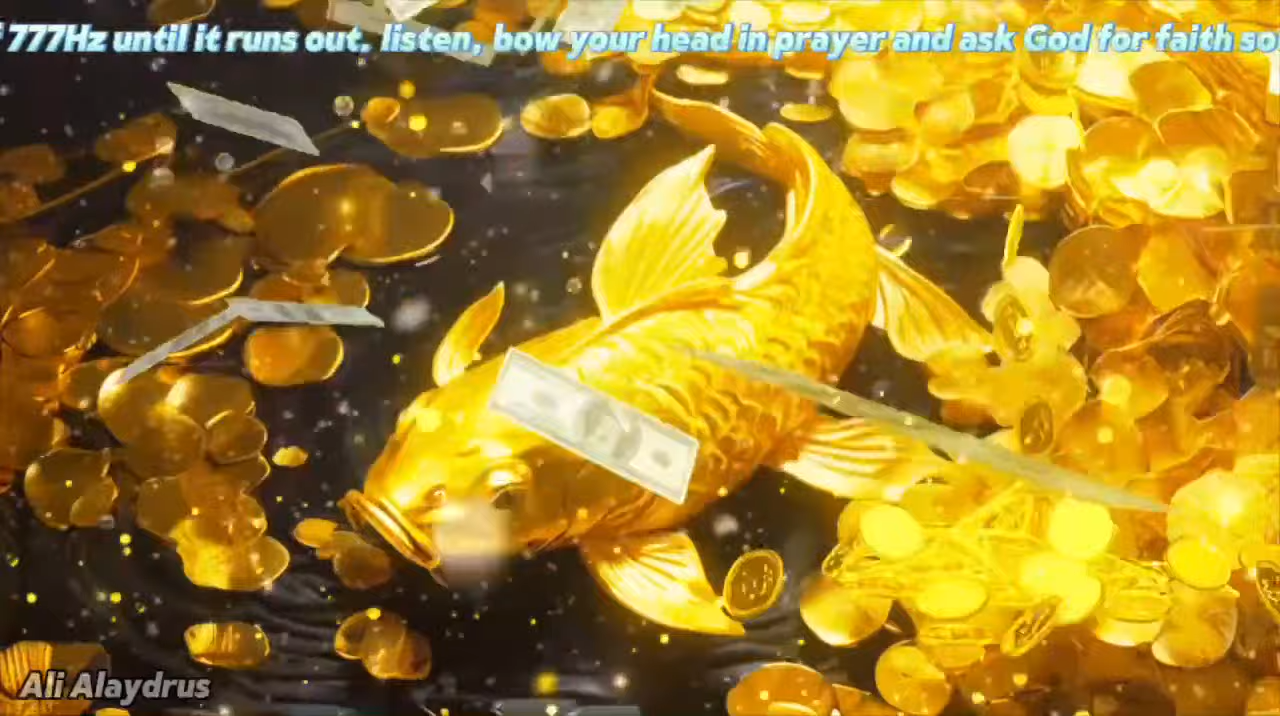 777Hz until it runs out. listen, bow your head in prayer and ask God for faith
Ali Alaydrus